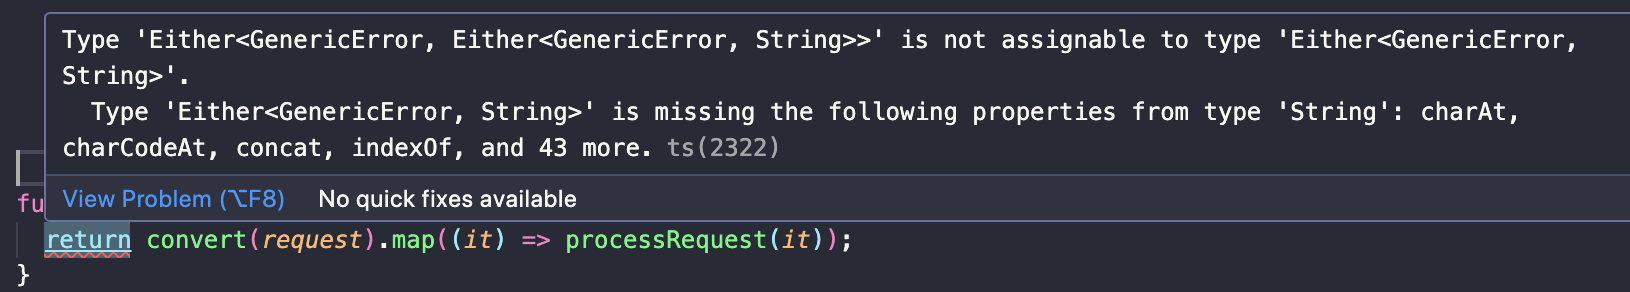 Type 'Either<GenericError, Either<GenericError, String>>' is not assignable to type 'Either<GenericError,
String>'.
Type 'Either<GenericError, String>' is missing the following properties from type 'String': charAt,
charCodeAt, concat, indexOf, and 43 more. ts(2322)
View Problem (⌥F8) No quick fixes available
fu
return convert(request).map((it) => processRequest(it));
}